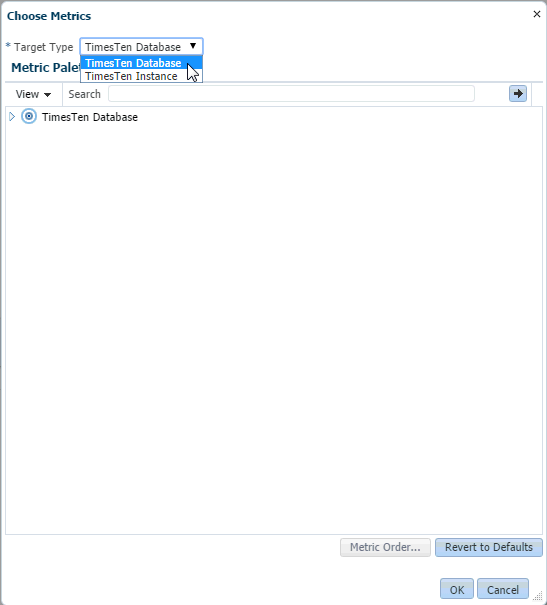 Choose Metrics
* Target Type TimesTen Database
TimesTen Database
TimesTen Instance
Metric Pale
View Search
TimesTen Database
Metric Order... Revert to Defaults
OK Cancel